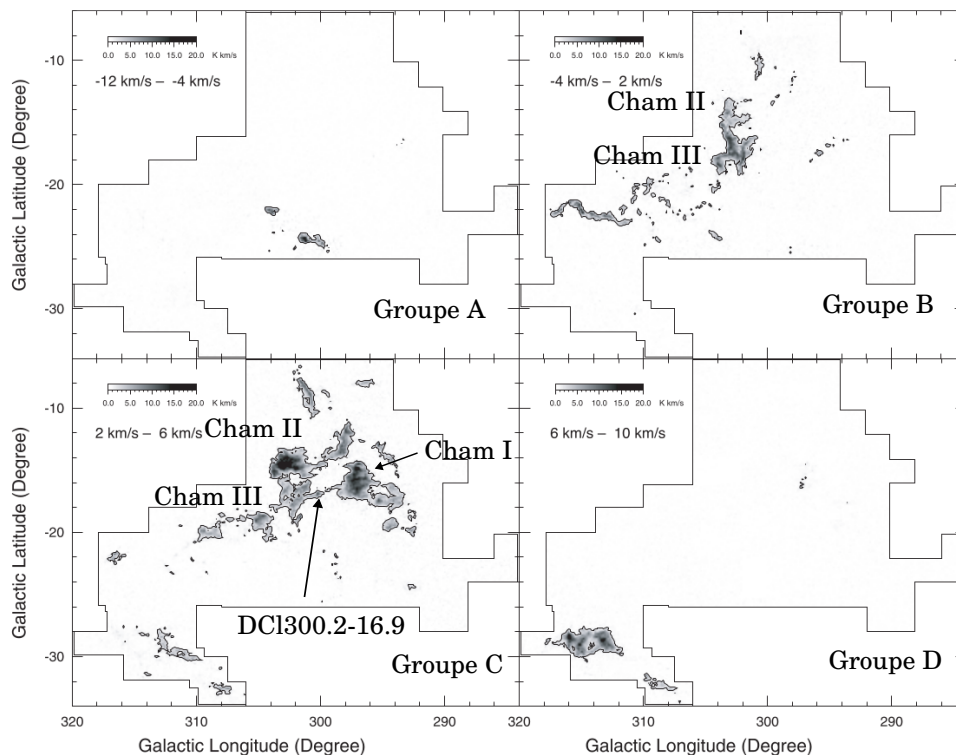 0.0 5.0 10.0 15.0 20.0 K km/s
-12 km/s – -4 km/s
Groupe A
0.0 5.0 10.0 15.0 20.0 K km/s
-4 km/s – 2 km/s
Cham II
Cham III
Groupe B
-10
-20
-30
Galactic Latitude (Degree)
0.0 5.0 10.0 15.0 20.0 K km/s
2 km/s – 6 km/s
Cham II
Cham I
Cham III
DCl300.2-16.9
Groupe C
0.0 5.0 10.0 15.0 20.0 K km/s
6 km/s – 10 km/s
Groupe D
-10
-20
-30
Galactic Latitude (Degree)
320 310 300 290
Galactic Longitude (Degree)
320 310 300 290
Galactic Longitude (Degree)